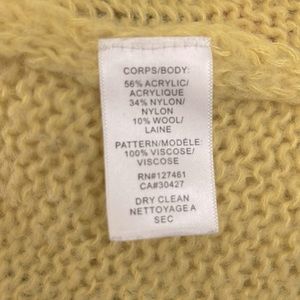 CORPS/BODY:
56% ACRYLIC/
ACRYLIQUE
34% NYLON/
NYLON
10% WOOL/
LAINE
PATTERN/MODÈLE:
100% VISCOSE/
VISCOSE
RN#127461
CA#30427
DRY CLEAN
NETTOYAGE A
SEC